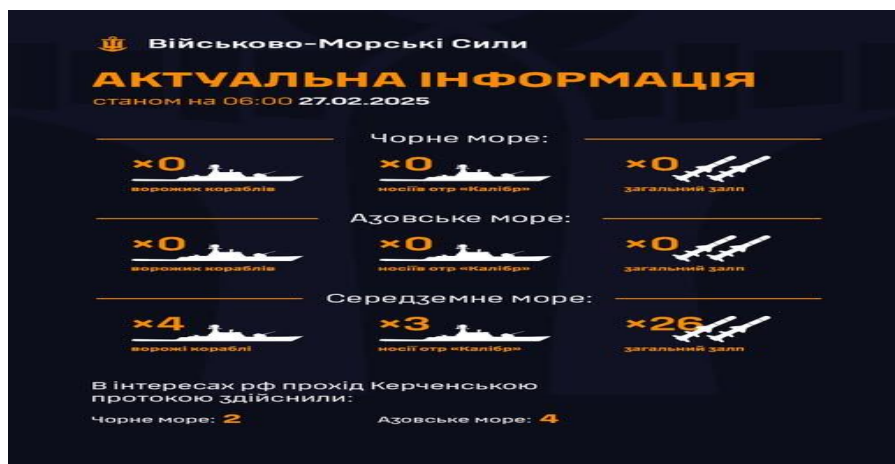 Військово-Морські Сили
АКТУАЛЬНА ІНФОРМАЦІЯ
станом на 06:00 27.02.2025
Чорне море:
×0 ×0 ×0
ворожих кораблів носіїв отр «Калібр» загальний залп
Азовське море:
×0 ×0 ×0
ворожих кораблів носіїв отр «Калібр» загальний залп
Середземне море:
×4 ×3 ×26
ворожі кораблі носії отр «Калібр» загальний залп
В інтересах рф прохід Керченською
протокою здійснили:
Чорне море: 2 Азовське море: 4